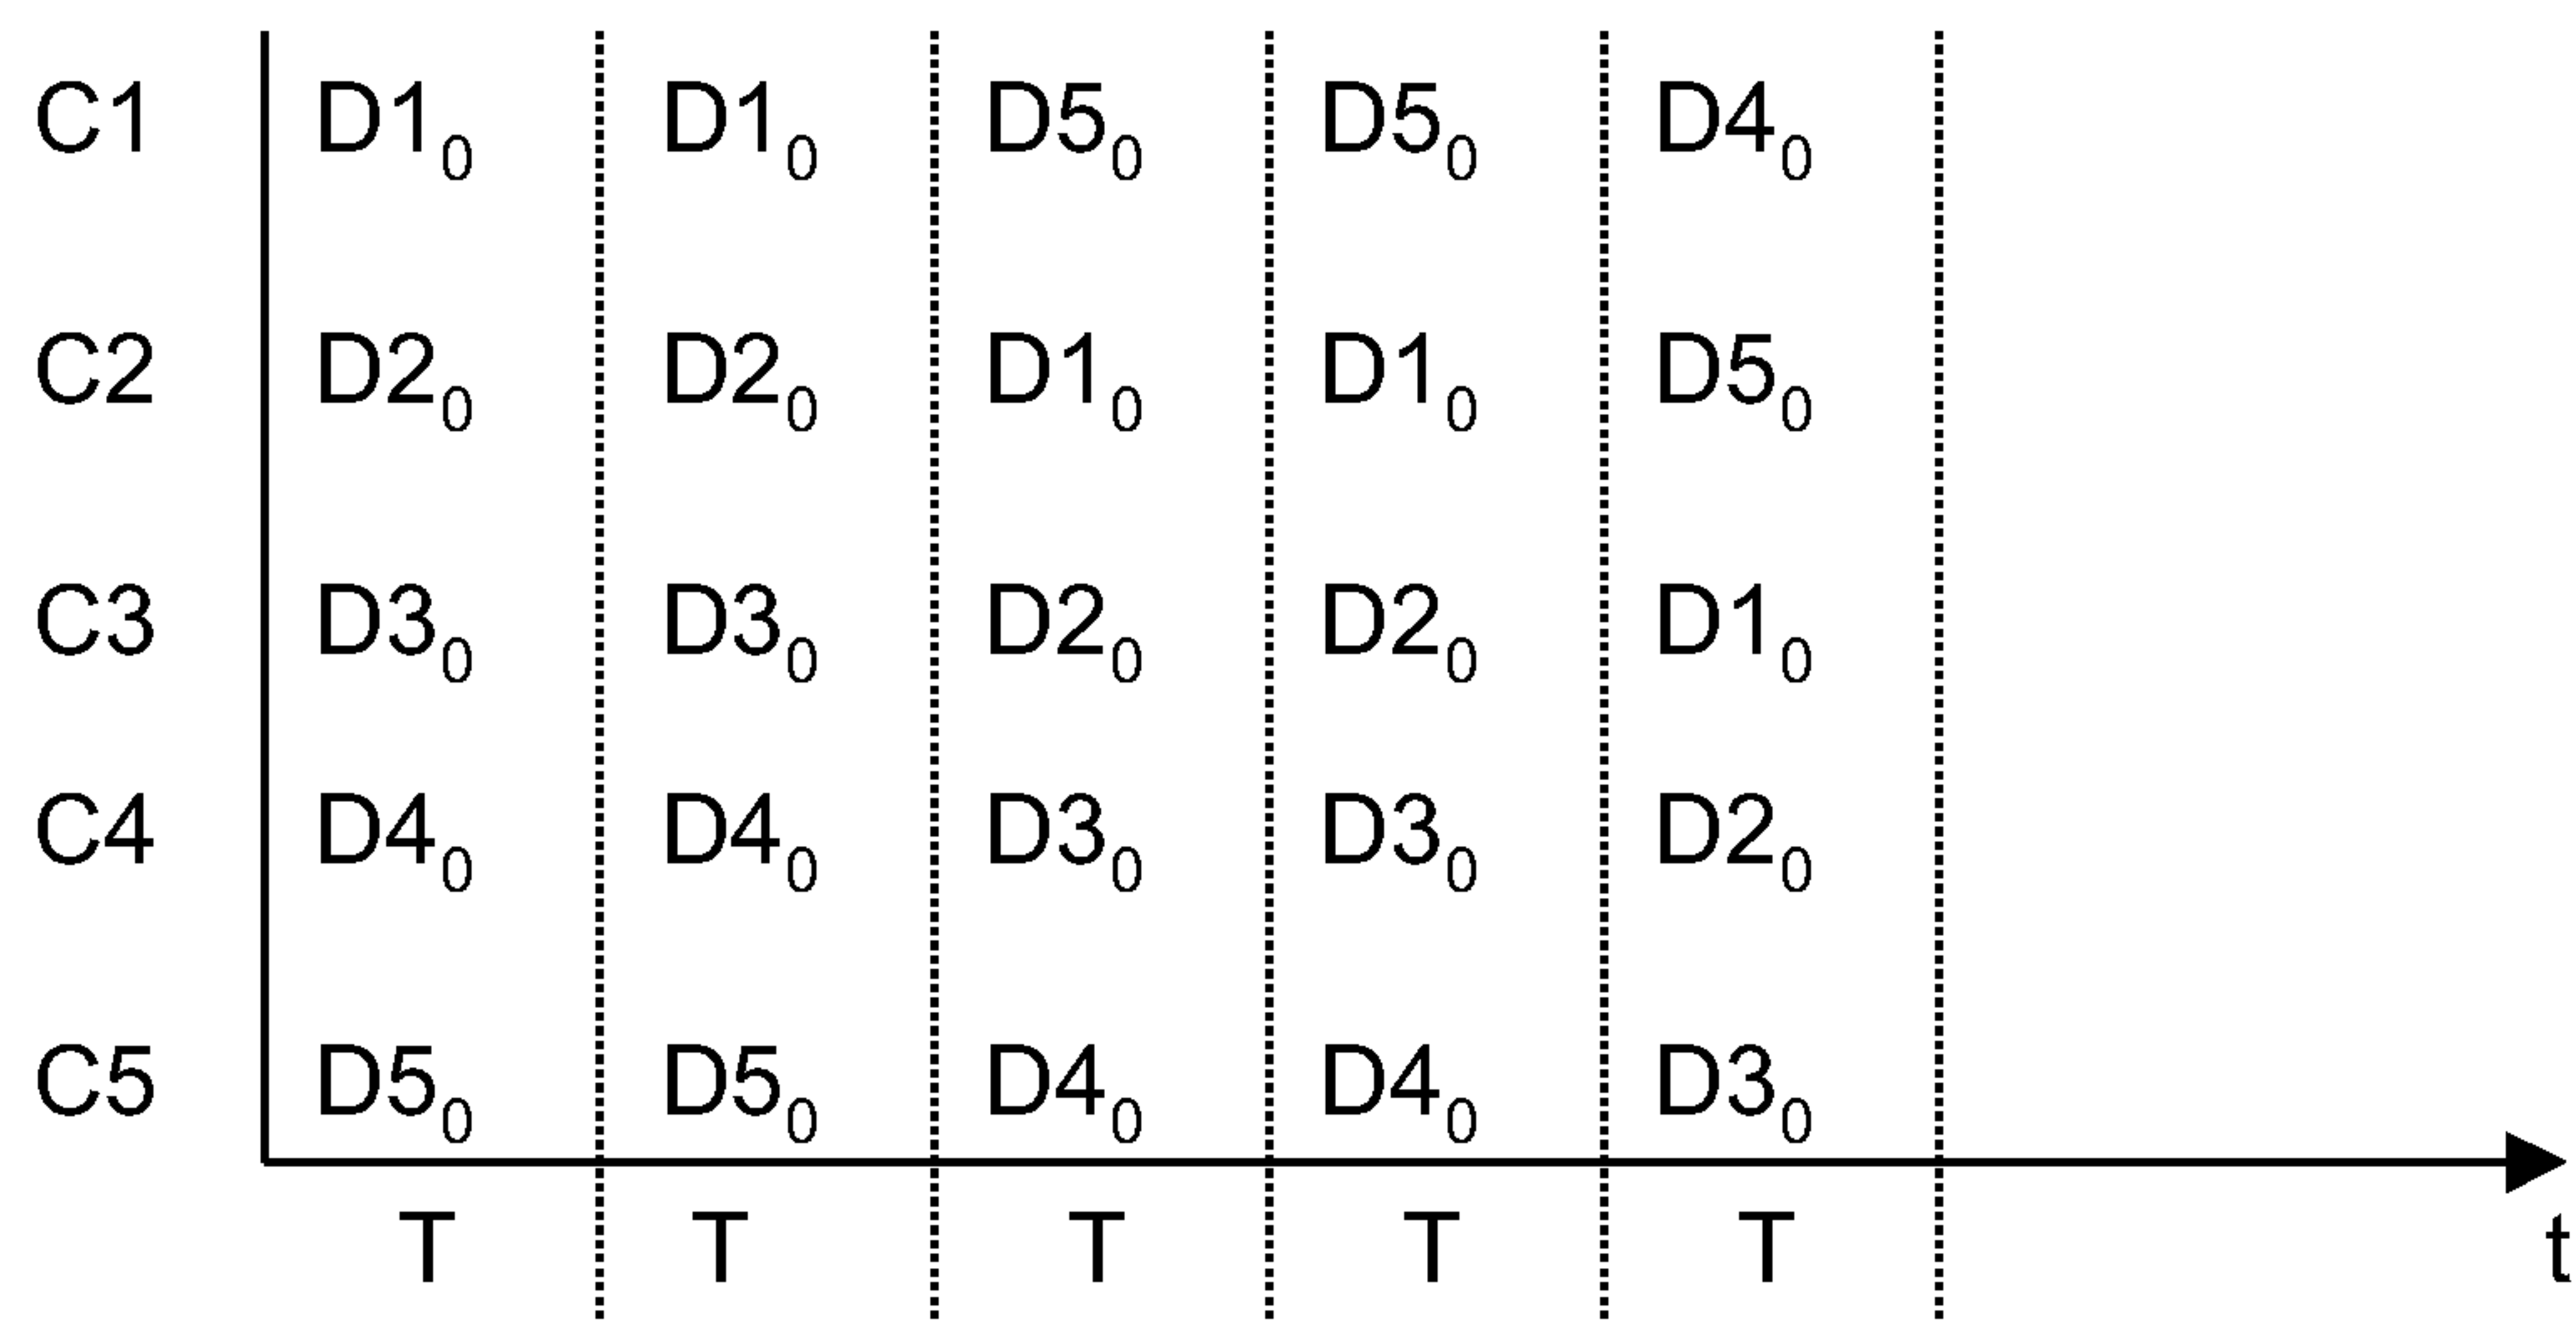 C1 D1₀ D1₀ D5₀ D5₀ D4₀
C2 D2₀ D2₀ D1₀ D1₀ D5₀
C3 D3₀ D3₀ D2₀ D2₀ D1₀
C4 D4₀ D4₀ D3₀ D3₀ D2₀
C5 D5₀ D5₀ D4₀ D4₀ D3₀
T T T T T t